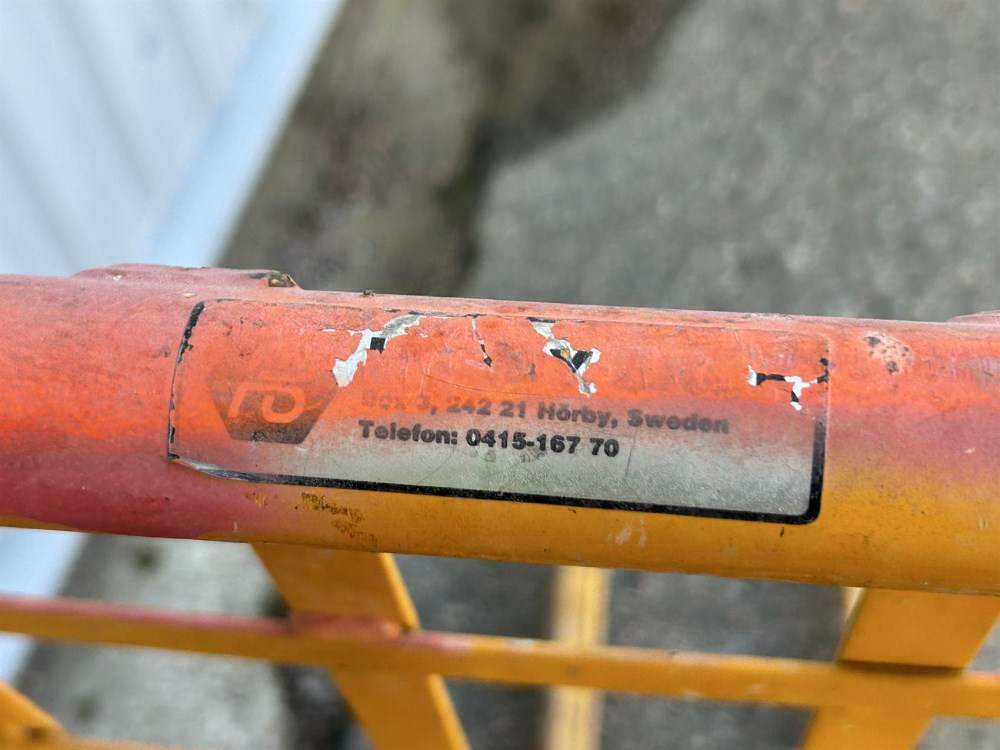 Box 3, 242 21 Hörby, Sweden
Telefon: 0415-167 70